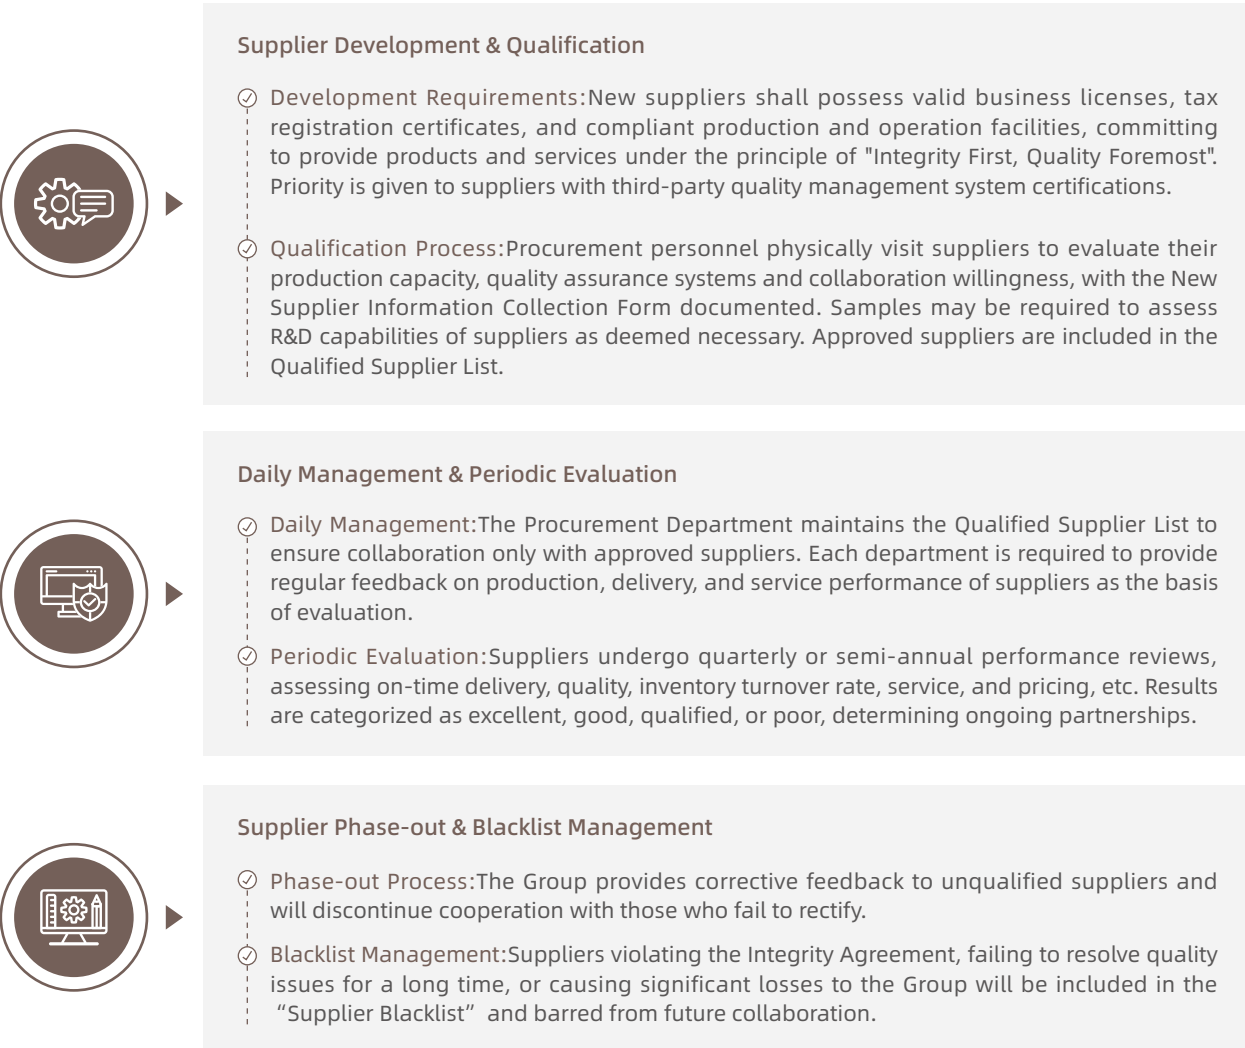 Supplier Development & Qualification
Development Requirements:New suppliers shall possess valid business licenses, tax
registration certificates, and compliant production and operation facilities, committing
to provide products and services under the principle of "Integrity First, Quality Foremost".
Priority is given to suppliers with third-party quality management system certifications.
Qualification Process:Procurement personnel physically visit suppliers to evaluate their
production capacity, quality assurance systems and collaboration willingness, with the New
Supplier Information Collection Form documented. Samples may be required to assess
R&D capabilities of suppliers as deemed necessary. Approved suppliers are included in the
Qualified Supplier List.
Daily Management & Periodic Evaluation
Daily Management:The Procurement Department maintains the Qualified Supplier List to
ensure collaboration only with approved suppliers. Each department is required to provide
regular feedback on production, delivery, and service performance of suppliers as the basis
of evaluation.
Periodic Evaluation:Suppliers undergo quarterly or semi-annual performance reviews,
assessing on-time delivery, quality, inventory turnover rate, service, and pricing, etc. Results
are categorized as excellent, good, qualified, or poor, determining ongoing partnerships.
Supplier Phase-out & Blacklist Management
Phase-out Process:The Group provides corrective feedback to unqualified suppliers and
will discontinue cooperation with those who fail to rectify.
Blacklist Management:Suppliers violating the Integrity Agreement, failing to resolve quality
issues for a long time, or causing significant losses to the Group will be included in the
“Supplier Blacklist” and barred from future collaboration.